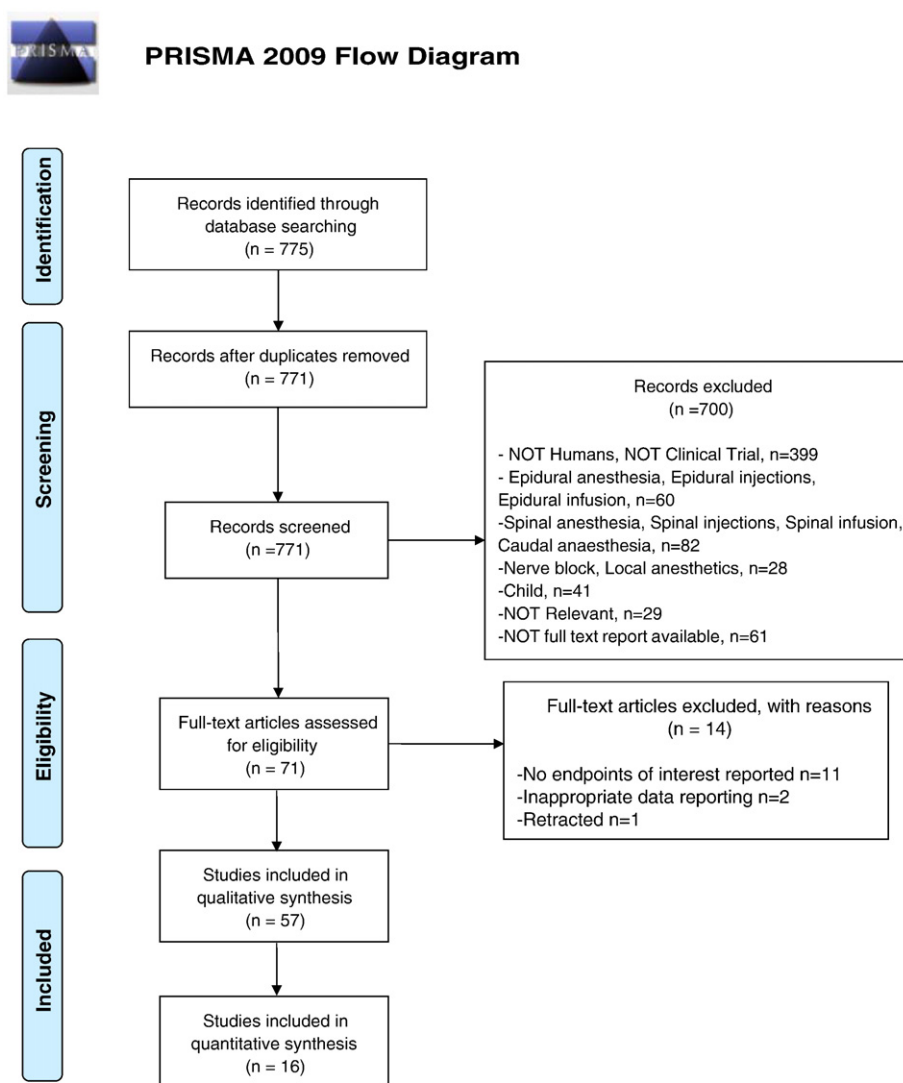 PRISMA
PRISMA 2009 Flow Diagram
Identification
Records identified through
database searching
(n = 775)
Screening
Records after duplicates removed
(n = 771)
Records screened
(n =771)
Records excluded
(n =700)
- NOT Humans, NOT Clinical Trial, n=399
- Epidural anesthesia, Epidural injections,
Epidural infusion, n=60
-Spinal anesthesia, Spinal injections, Spinal infusion,
Caudal anaesthesia, n=82
-Nerve block, Local anesthetics, n=28
-Child, n=41
-NOT Relevant, n=29
-NOT full text report available, n=61
Eligibility
Full-text articles assessed
for eligibility
(n = 71)
Full-text articles excluded, with reasons
(n = 14)
-No endpoints of interest reported n=11
-Inappropriate data reporting n=2
-Retracted n=1
Included
Studies included in
qualitative synthesis
(n = 57)
Studies included in
quantitative synthesis
(n = 16)